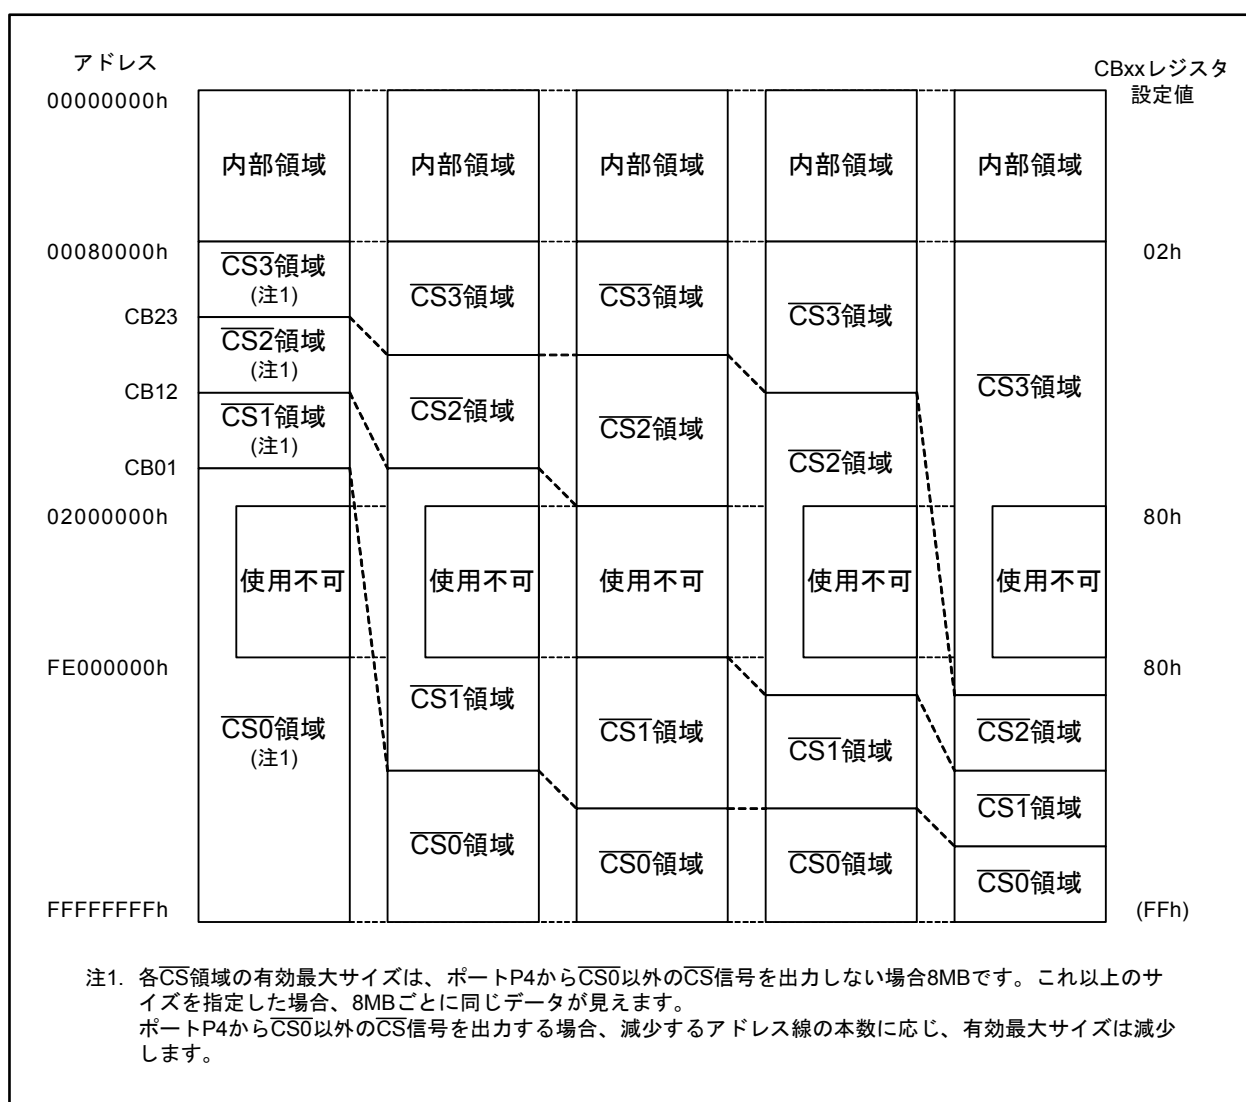 アドレス
CBxxレジスタ
設定値
00000000h
内部領域 内部領域 内部領域 内部領域 内部領域
00080000h
02h
CS3領域
(注1)
CS3領域
CS3領域
CS3領域
CS3領域
CB23
CS2領域
(注1)
CS2領域
CS2領域
CS2領域
CB12
CS1領域
(注1)
CB01
02000000h
80h
使用不可 使用不可 使用不可 使用不可 使用不可
FE000000h
80h
CS0領域
(注1)
CS1領域
CS1領域
CS1領域
CS2領域
CS1領域
CS0領域
CS0領域
CS0領域
CS0領域
FFFFFFFFh
(FFh)
注1. 各CS領域の有効最大サイズは、ポートP4からCS0以外のCS信号を出力しない場合8MBです。これ以上のサ
イズを指定した場合、8MBごとに同じデータが見えます。
ポートP4からCS0以外のCS信号を出力する場合、減少するアドレス線の本数に応じ、有効最大サイズは減少
します。